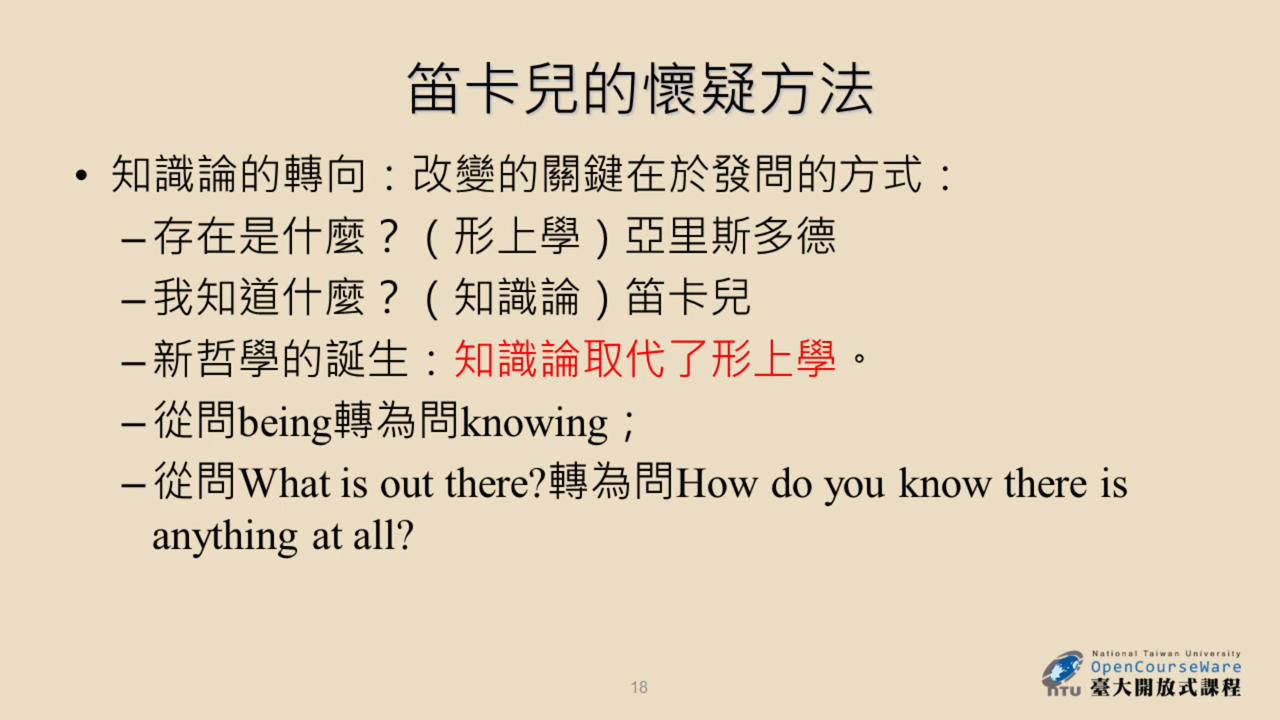 笛卡兒的懷疑方法
• 知識論的轉向：改變的關鍵在於發問的方式：
–存在是什麼？（形上學）亞里斯多德
–我知道什麼？（知識論）笛卡兒
–新哲學的誕生：知識論取代了形上學。
–從問being轉為問knowing；
–從問What is out there?轉為問How do you know there is
anything at all?
18
National Taiwan University
OpenCourseWare
NTU 臺大開放式課程